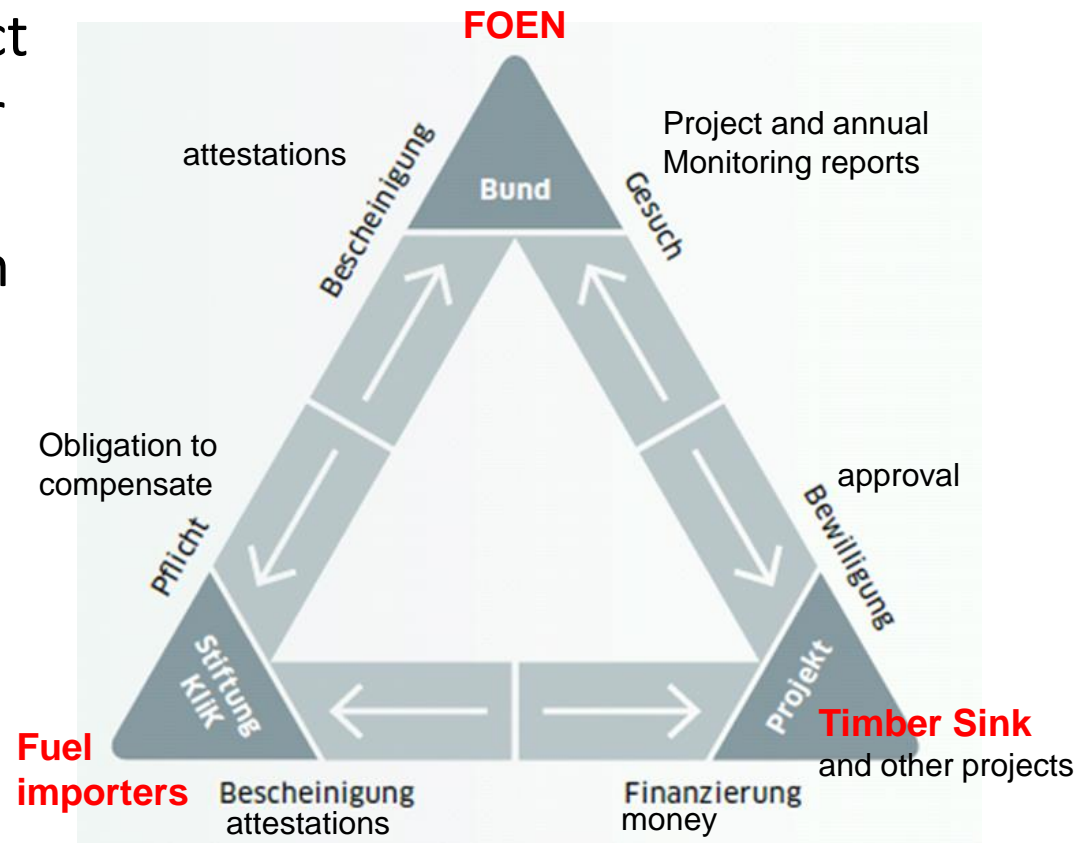 FOEN
attestations
Bescheinigung
Bund
Gesuch
Project and annual
Monitoring reports
Obligation to
compensate
Pflicht
approval
Bewilligung
Stiftung
KliK
Projekt
Fuel
importers
Timber Sink
and other projects
Bescheinigung
attestations
Finanzierung
money